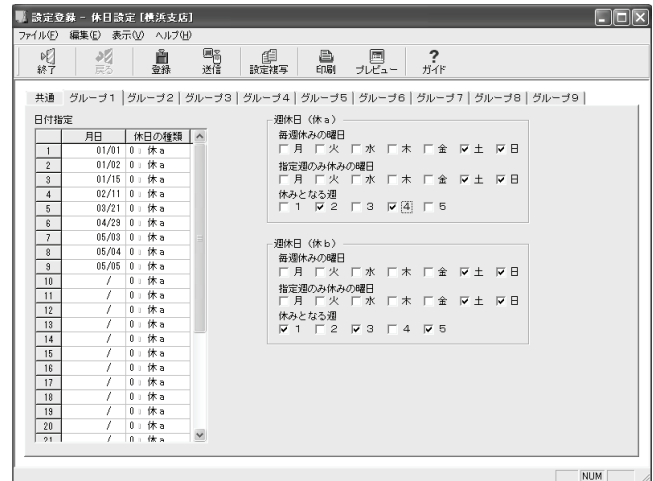 設定登録 - 休日設定 [横浜支店]
ファイル(F) 編集(E) 表示(V) ヘルプ(H)
終了 戻る 登録 送信 設定複写 印刷 プレビュー ガイド
共通 グループ1 グループ2 グループ3 グループ4 グループ5 グループ6 グループ7 グループ8 グループ9
日付指定
月日 休日の種類
1 01/01 0: 休a
2 01/02 0: 休a
3 01/15 0: 休a
4 02/11 0: 休a
5 03/21 0: 休a
6 04/29 0: 休a
7 05/03 0: 休a
8 05/04 0: 休a
9 05/05 0: 休a
10 / 0: 休a
11 / 0: 休a
12 / 0: 休a
13 / 0: 休a
14 / 0: 休a
15 / 0: 休a
16 / 0: 休a
17 / 0: 休a
18 / 0: 休a
19 / 0: 休a
20 / 0: 休a
21 / 0: 休a
週休日(休a)
毎週休みの曜日
月 火 水 木 金 土 日
指定週のみ休みの曜日
月 火 水 木 金 土 日
休みとなる週
1 2 3 4 5
週休日(休b)
毎週休みの曜日
月 火 水 木 金 土 日
指定週のみ休みの曜日
月 火 水 木 金 土 日
休みとなる週
1 2 3 4 5
NUM